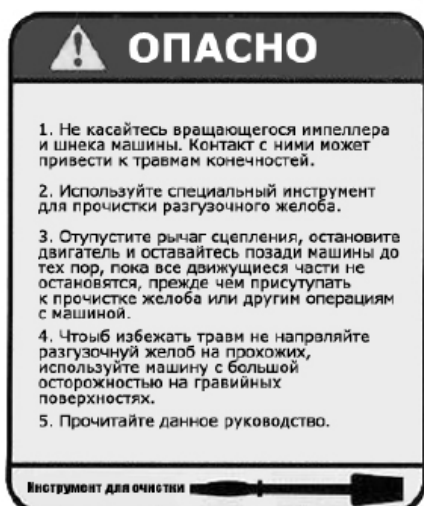 ОПАСНО
1. Не касайтесь вращающегося импеллера
и шнека машины. Контакт с ними может
привести к травмам конечностей.
2. Используйте специальный инструмент
для прочистки разгузочного желоба.
3. Отупустите рычаг сцепления, остановите
двигатель и оставайтесь позади машины до
тех пор, пока все движущиеся части не
остановятся, прежде чем присутупать
к прочистке желоба или другим операциям
с машиной.
4. Чтоыб избежать травм не напрвляйте
разгузочнуй желоб на прохожих,
используйте машину с большой
осторожностью на гравийных
поверхностях.
5. Прочитайте данное руководство.
Инструмент для очистки